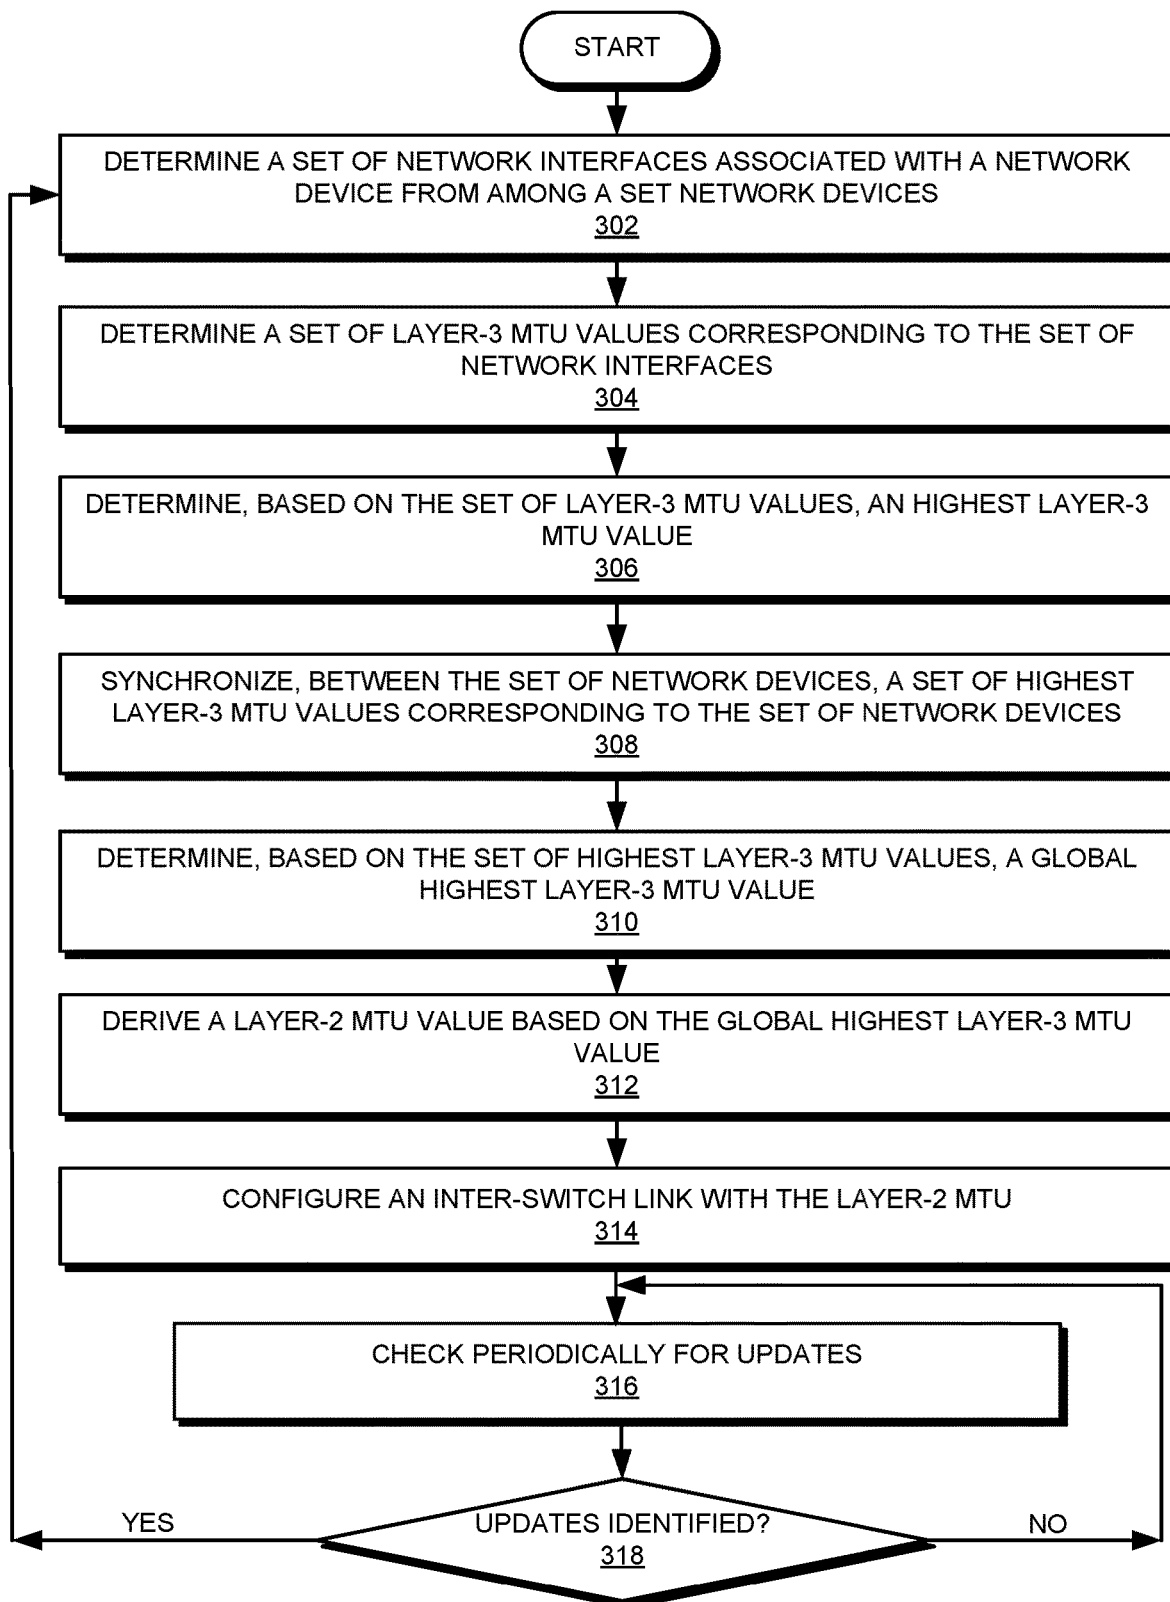 START
DETERMINE A SET OF NETWORK INTERFACES ASSOCIATED WITH A NETWORK
DEVICE FROM AMONG A SET NETWORK DEVICES
302
DETERMINE A SET OF LAYER-3 MTU VALUES CORRESPONDING TO THE SET OF
NETWORK INTERFACES
304
DETERMINE, BASED ON THE SET OF LAYER-3 MTU VALUES, AN HIGHEST LAYER-3
MTU VALUE
306
SYNCHRONIZE, BETWEEN THE SET OF NETWORK DEVICES, A SET OF HIGHEST
LAYER-3 MTU VALUES CORRESPONDING TO THE SET OF NETWORK DEVICES
308
DETERMINE, BASED ON THE SET OF HIGHEST LAYER-3 MTU VALUES, A GLOBAL
HIGHEST LAYER-3 MTU VALUE
310
DERIVE A LAYER-2 MTU VALUE BASED ON THE GLOBAL HIGHEST LAYER-3 MTU
VALUE
312
CONFIGURE AN INTER-SWITCH LINK WITH THE LAYER-2 MTU
314
CHECK PERIODICALLY FOR UPDATES
316
YES
UPDATES IDENTIFIED?
318
NO